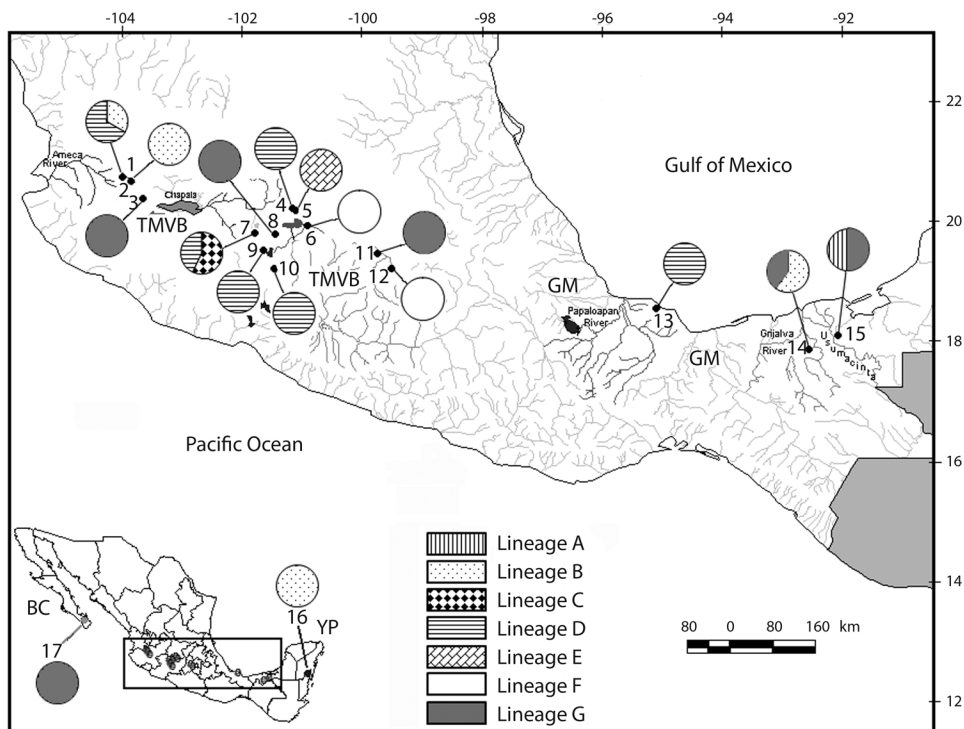 -104 -102 -100 -98 -96 -94 -92
22
Gulf of Mexico
1
Ameca
River
2
3
Chapala
4
5
20
TMVB
7
8
6
9
11
10
TMVB
12
GM
Papaloapan
River
13
Grijalva
River
14
Usumacinta
15
18
GM
Pacific Ocean
16
Lineage A
Lineage B
BC
Lineage C
16
YP
17
Lineage D
Lineage E
Lineage F
Lineage G
80 0 80 160 km
14
12